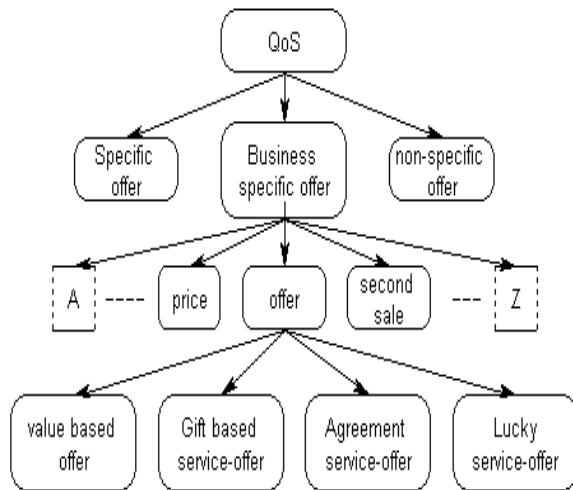 QoS
Specific
offer
Business
specific offer
non-specific
offer
A
price
offer
second
sale
Z
value based
offer
Gift based
service-offer
Agreement
service-offer
Lucky
service-offer